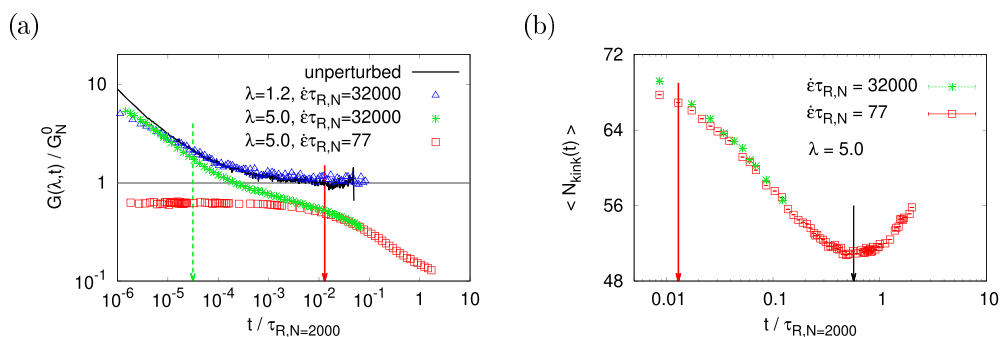 (a)
G(λ,t) / G_N^0
10
1
10^-1
unperturbed
λ=1.2, ε̇τ_R,N=32000
λ=5.0, ε̇τ_R,N=32000
λ=5.0, ε̇τ_R,N=77
10^-6 10^-5 10^-4 10^-3 10^-2 10^-1 1 10
t / τ_R,N=2000
(b)
< N_kink(t) >
72
64
56
48
ε̇τ_R,N = 32000
ε̇τ_R,N = 77
λ = 5.0
0.01 0.1 1 10
t / τ_R,N=2000